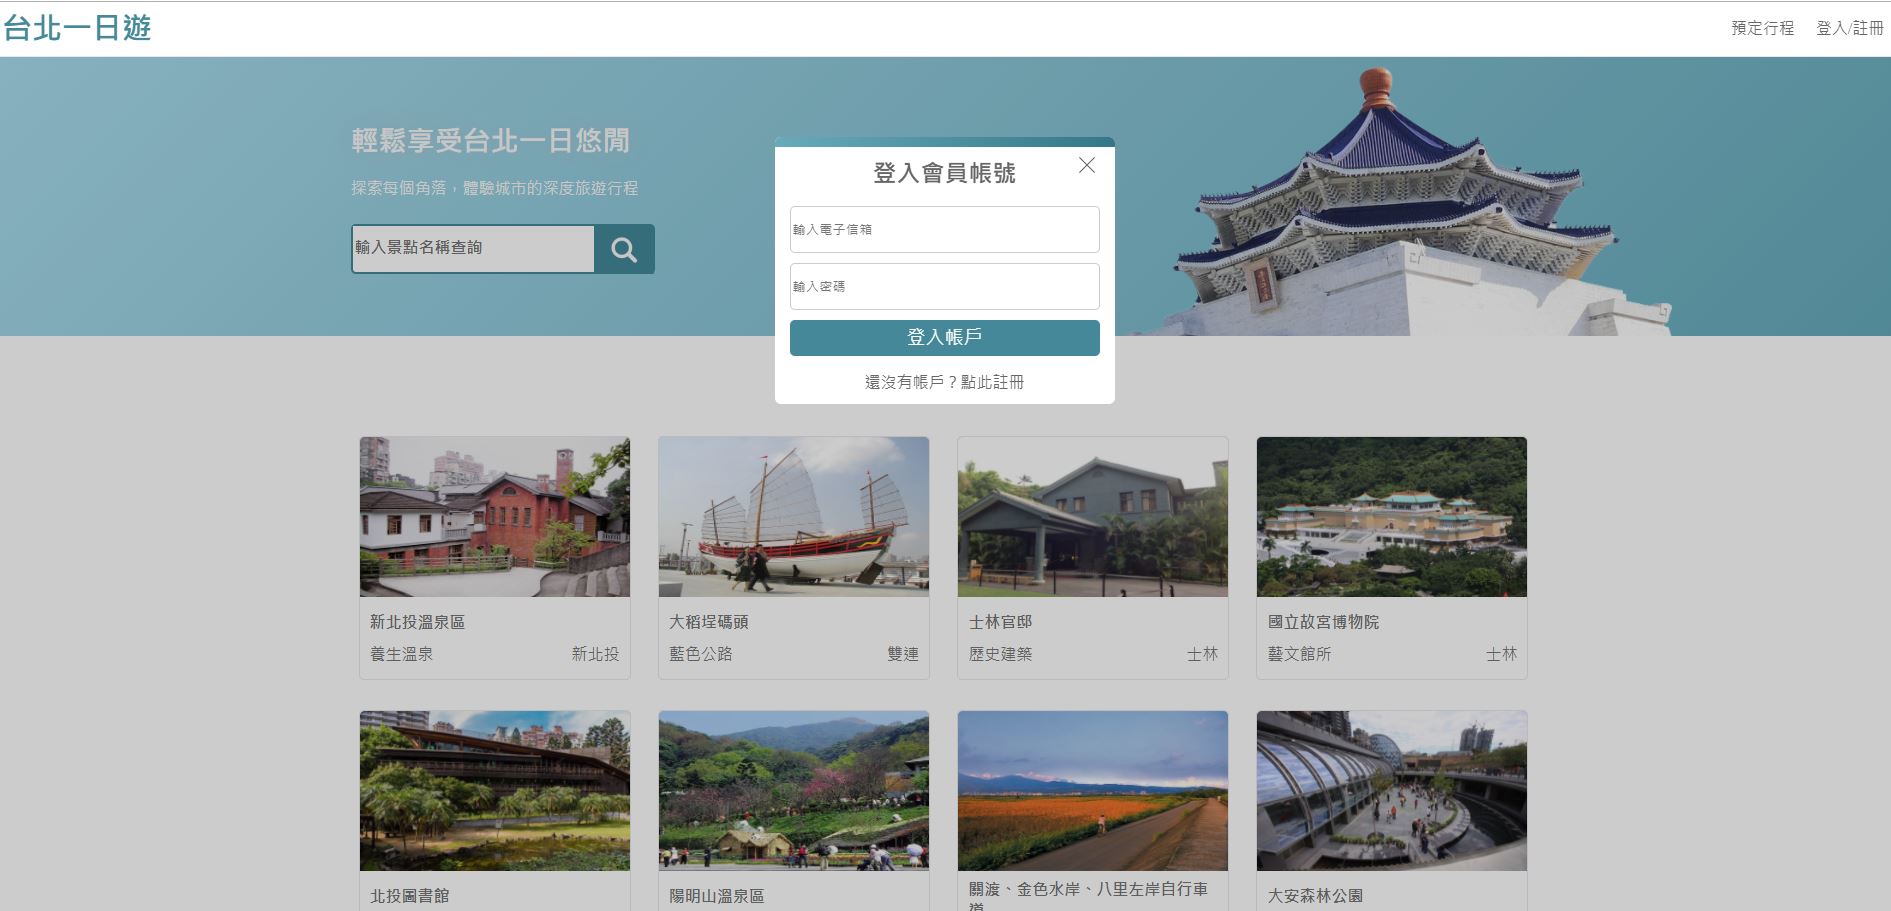 台北一日遊
預定行程
登入/註冊
輕鬆享受台北一日悠閒
探索每個角落，體驗城市的深度旅遊行程
輸入景點名稱查詢
登入會員帳號
輸入電子信箱
輸入密碼
登入帳戶
還沒有帳戶？點此註冊
新北投溫泉區
養生溫泉
新北投
大稻埕碼頭
藍色公路
雙連
士林官邸
歷史建築
士林
國立故宮博物院
藝文館所
士林
北投圖書館
陽明山溫泉區
關渡、金色水岸、八里左岸自行車
道
大安森林公園